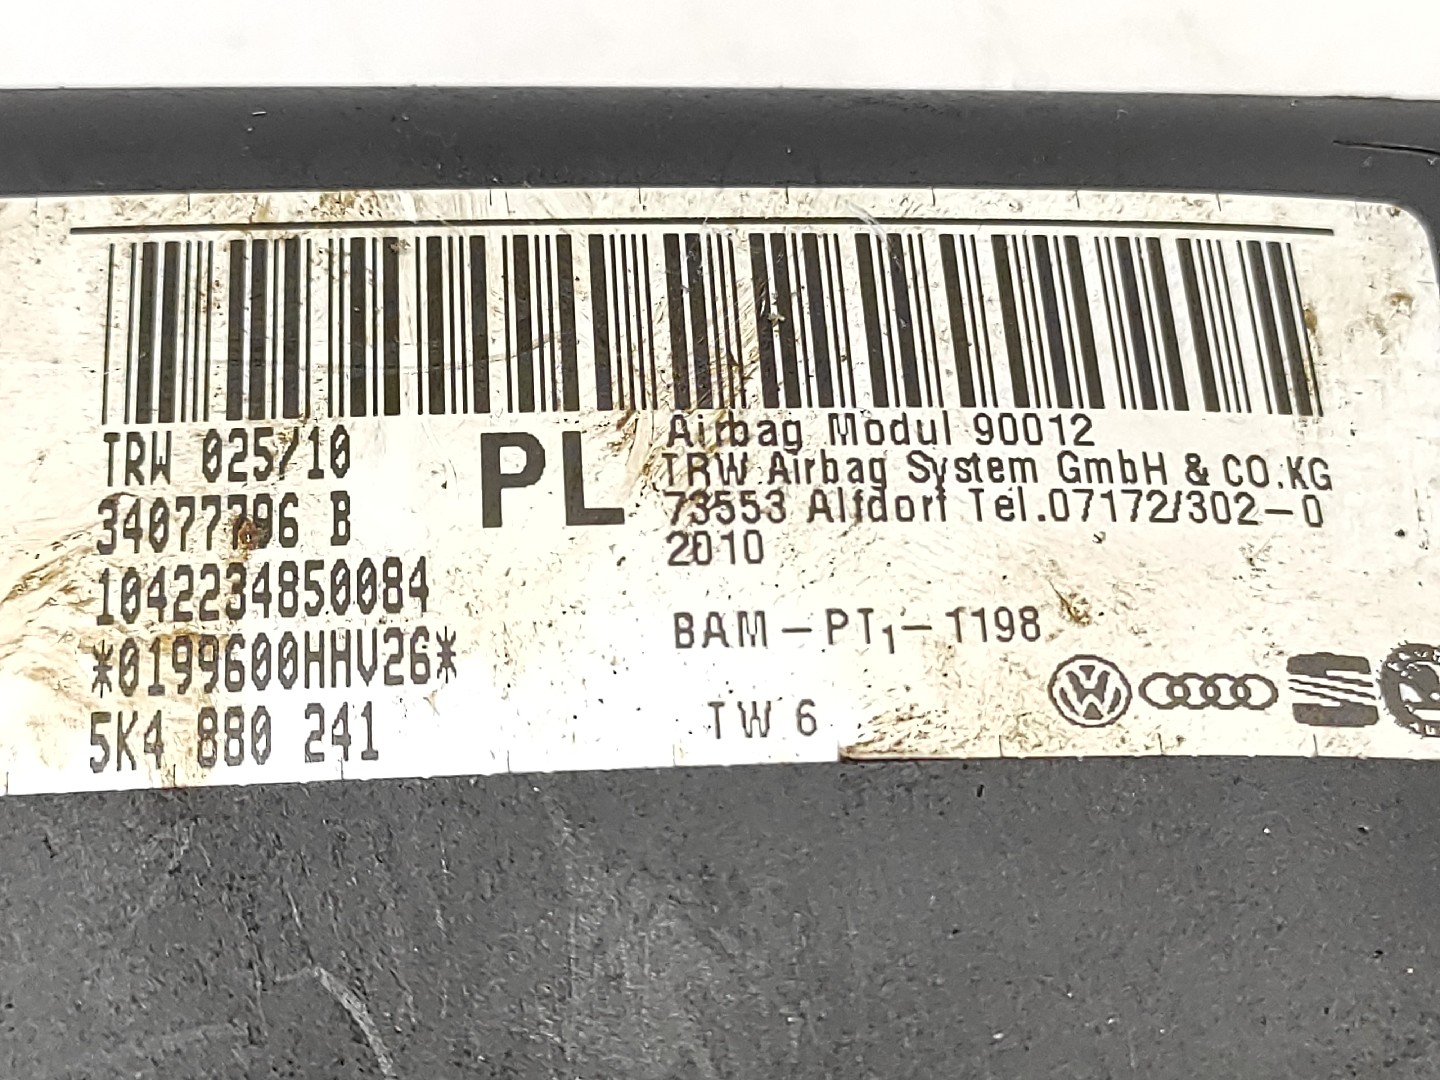 TRW 025/10
34077796 B
1042234850084
*0199600HHV26*
5K4 880 241
PL
Airbag Modul 90012
TRW Airbag System GmbH & CO.KG
73553 Alfdorf Tel.07172/302-0
2010
BAM-PT1-1198
TW 6